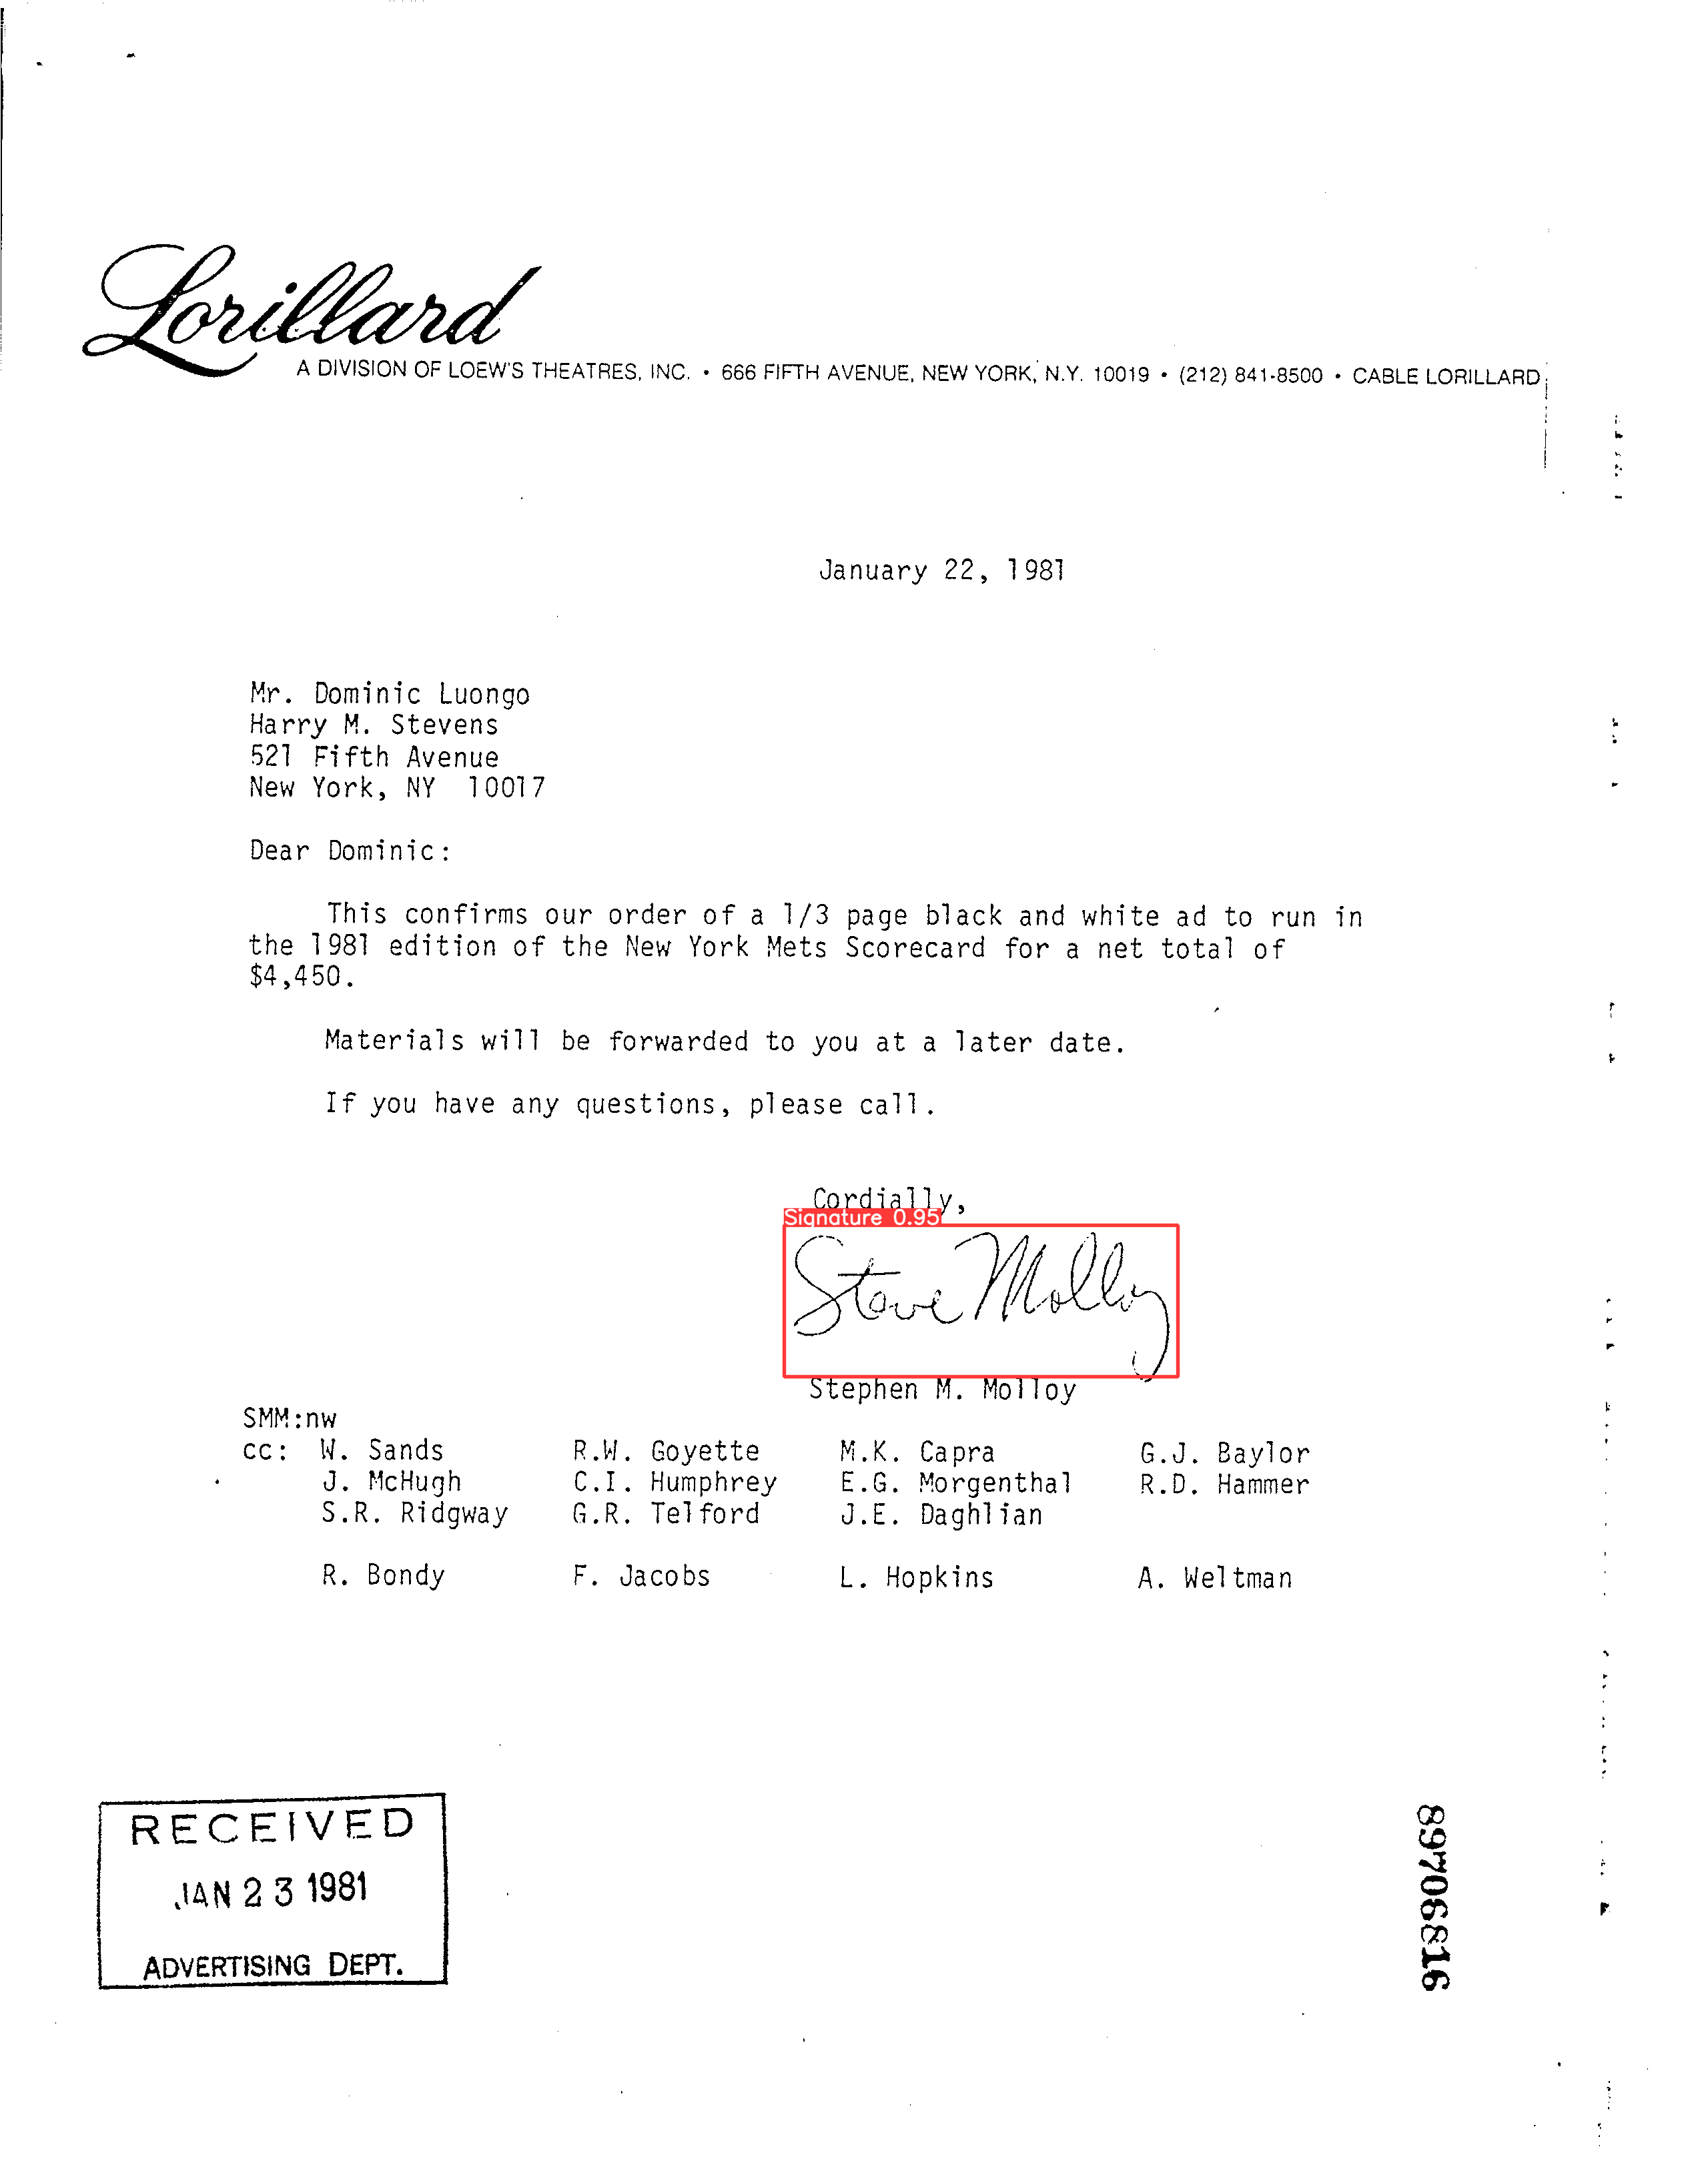 Lorillard
A DIVISION OF LOEW'S THEATRES, INC. • 666 FIFTH AVENUE, NEW YORK, N.Y. 10019 • (212) 841-8500 • CABLE LORILLARD
January 22, 1981
Mr. Dominic Luongo
Harry M. Stevens
521 Fifth Avenue
New York, NY 10017
Dear Dominic:
This confirms our order of a 1/3 page black and white ad to run in
the 1981 edition of the New York Mets Scorecard for a net total of
$4,450.
Materials will be forwarded to you at a later date.
If you have any questions, please call.
Cordially,
Signature 0.95
Steve Molloy
Stephen M. Molloy
SMM:nw
cc: W. Sands R.W. Goyette M.K. Capra G.J. Baylor
J. McHugh C.I. Humphrey E.G. Morgenthal R.D. Hammer
S.R. Ridgway G.R. Telford J.E. Daghlian
R. Bondy F. Jacobs L. Hopkins A. Weltman
RECEIVED
JAN 23 1981
ADVERTISING DEPT.
89706816